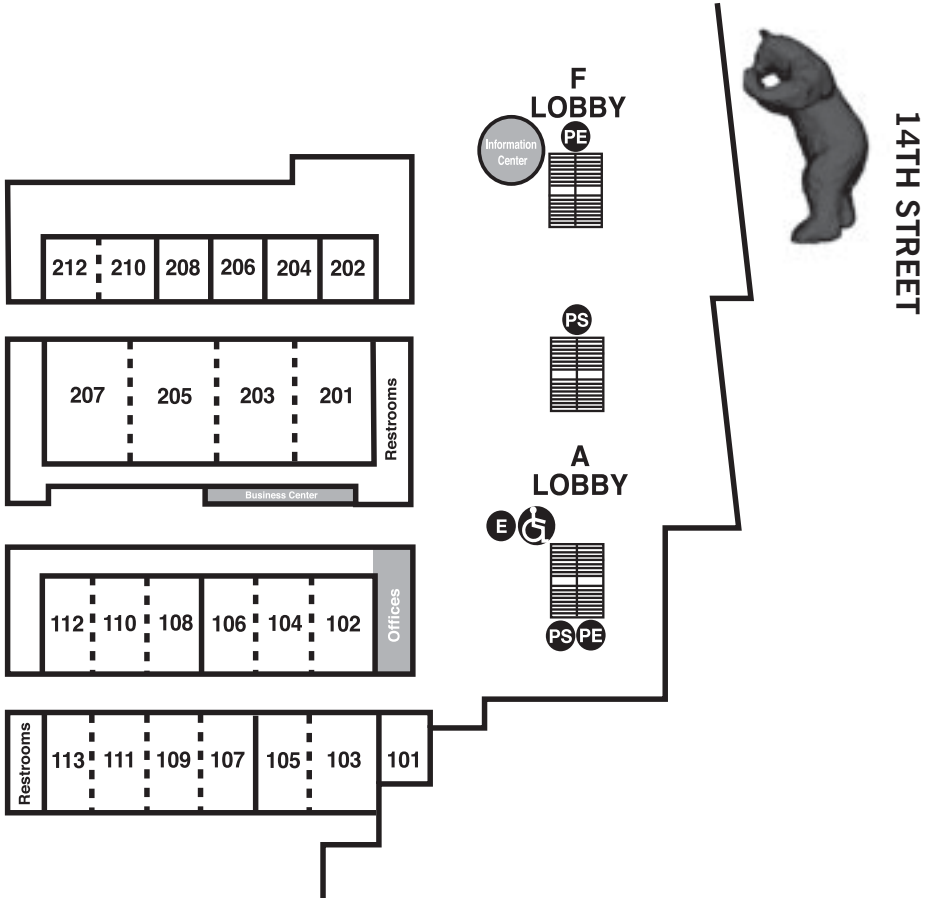 F
LOBBY
PE
Information
Center
14TH STREET
212 210 208 206 204 202
PS
207 205 203 201
Restrooms
A
LOBBY
Business Center
E
112 110 108 106 104 102
Offices
PS PE
Restrooms
113 111 109 107 105 103 101